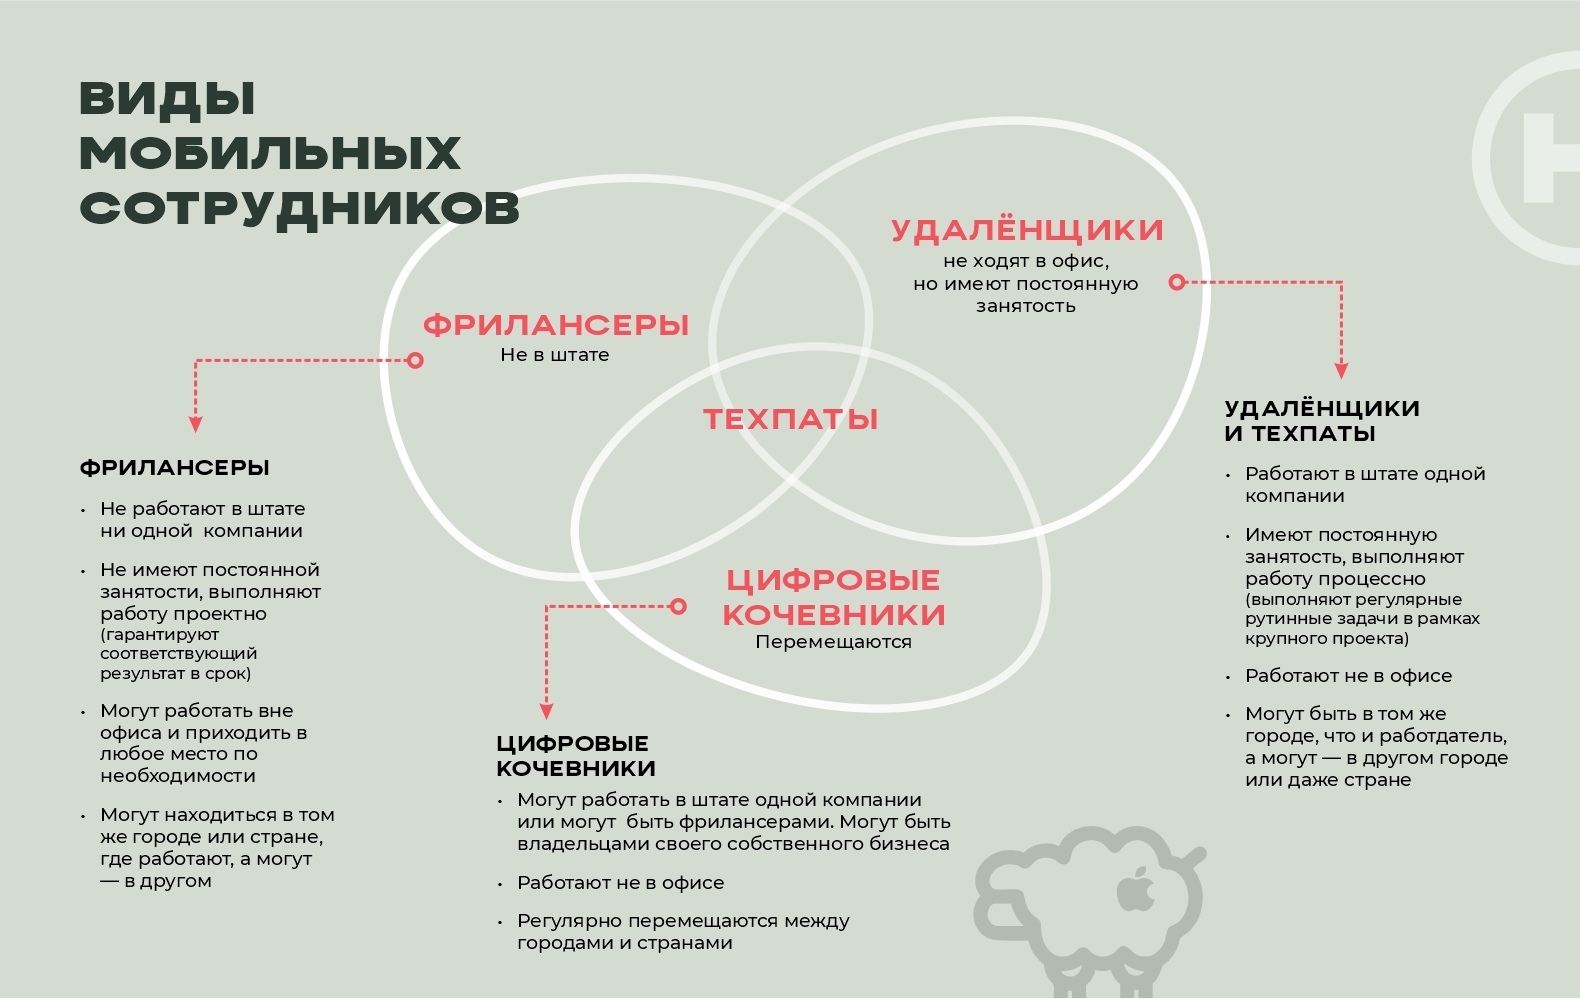 ВИДЫ
МОБИЛЬНЫХ
СОТРУДНИКОВ
УДАЛЁНЩИКИ
не ходят в офис,
но имеют постоянную
занятость
ФРИЛАНСЕРЫ
Не в штате
ТЕХПАТЫ
ЦИФРОВЫЕ
КОЧЕВНИКИ
Перемещаются
ФРИЛАНСЕРЫ
• Не работают в штате
ни одной компании
• Не имеют постоянной
занятости, выполняют
работу проектно
(гарантируют
соответствующий
результат в срок)
• Могут работать вне
офиса и приходить в
любое место по
необходимости
• Могут находиться в том
же городе или стране,
где работают, а могут
— в другом
ЦИФРОВЫЕ
КОЧЕВНИКИ
• Могут работать в штате одной компании
или могут быть фрилансерами. Могут быть
владельцами своего собственного бизнеса
• Работают не в офисе
• Регулярно перемещаются между
городами и странами
УДАЛЁНЩИКИ
И ТЕХПАТЫ
• Работают в штате одной
компании
• Имеют постоянную
занятость, выполняют
работу процессно
(выполняют регулярные
рутинные задачи в рамках
крупного проекта)
• Работают не в офисе
• Могут быть в том же
городе, что и работдатель,
а могут — в другом городе
или даже стране